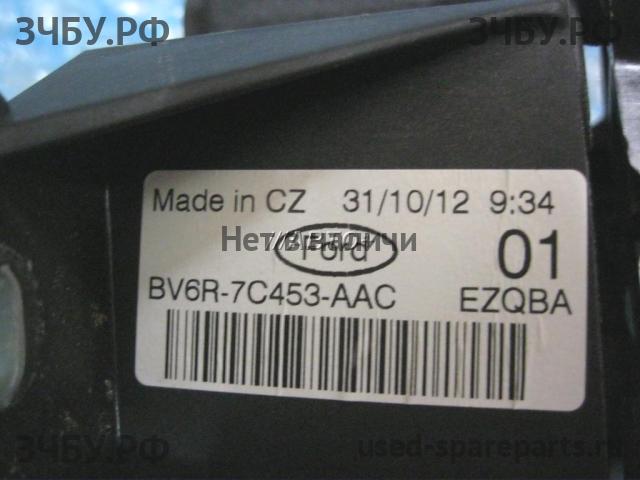 ЗЧБУ.РФ
ЗЧБУ.РФ
Made in CZ 31/10/12 9:34
Нет в наличии
Ford
01
BV6R-7C453-AAC EZQBA
ЗЧБУ.РФ
used-spareparts.ru